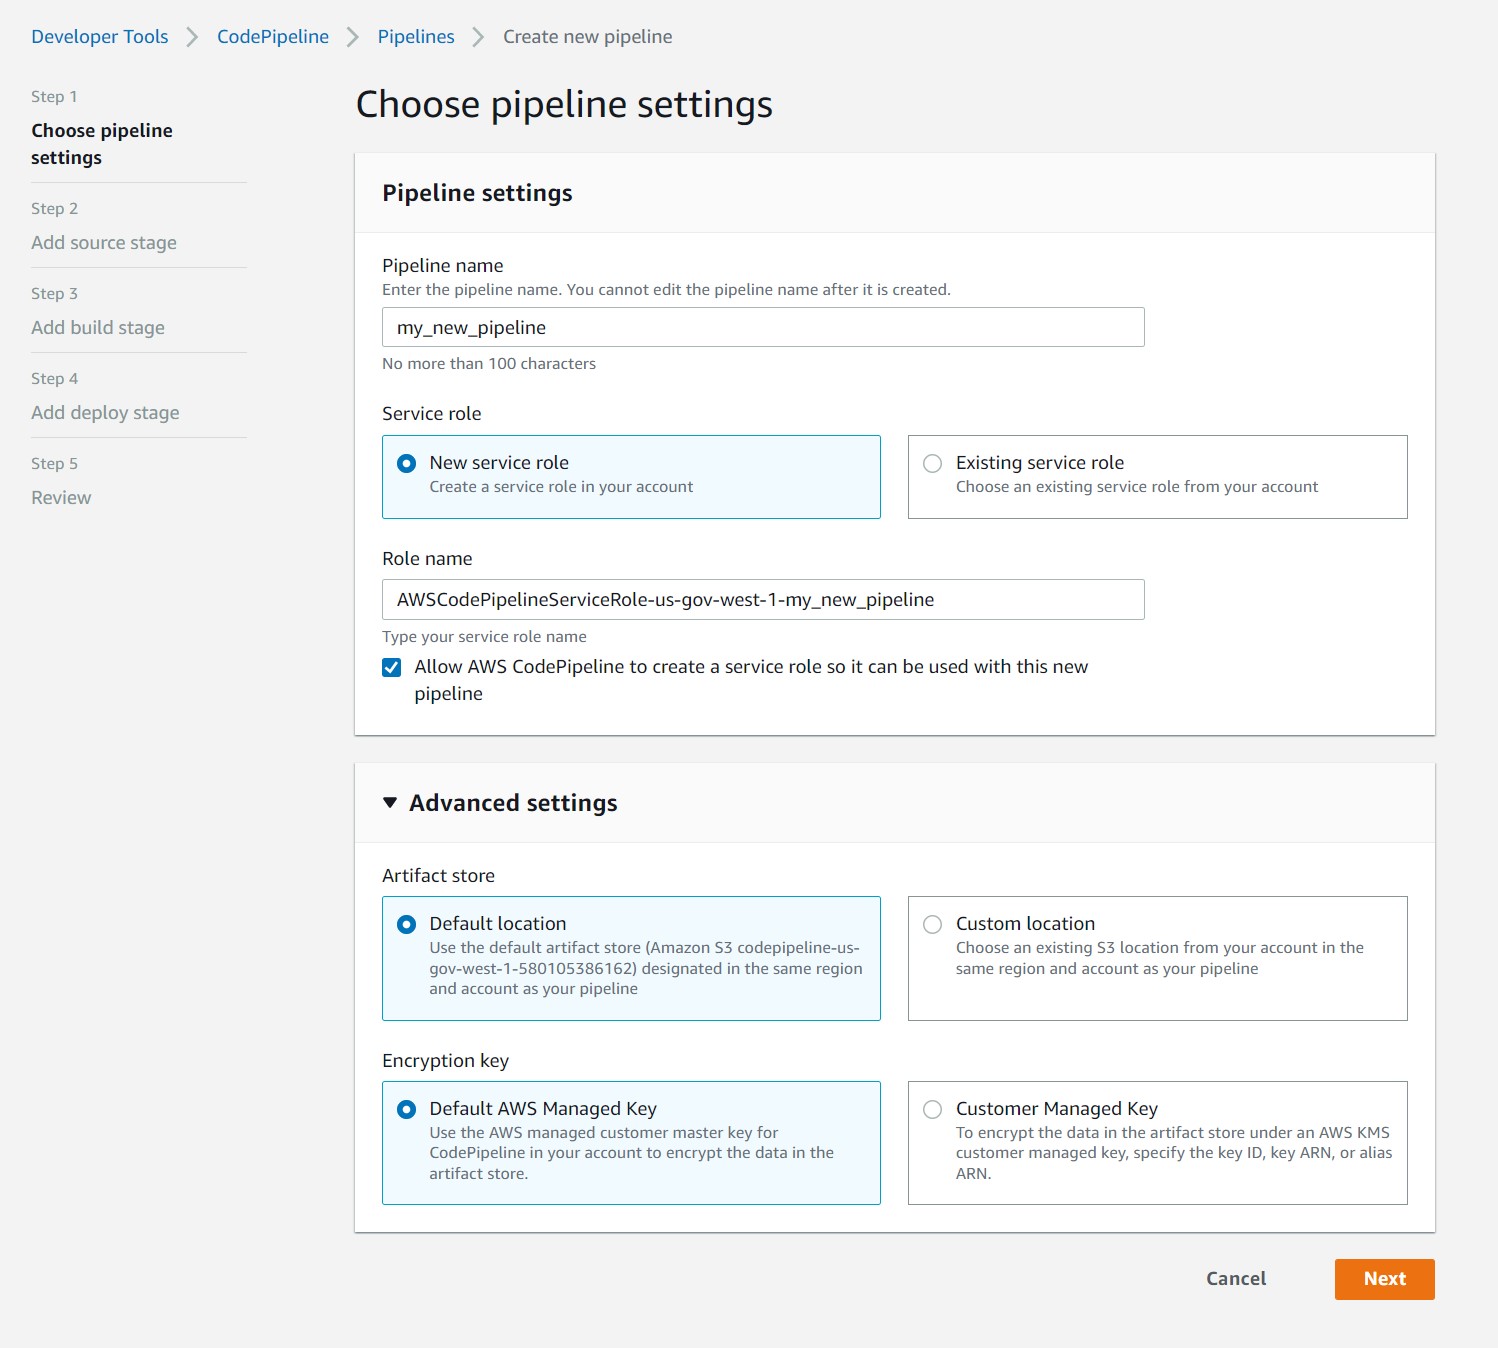 Developer Tools > CodePipeline > Pipelines > Create new pipeline
Step 1
Choose pipeline
settings
Step 2
Add source stage
Step 3
Add build stage
Step 4
Add deploy stage
Step 5
Review
Choose pipeline settings
Pipeline settings
Pipeline name
Enter the pipeline name. You cannot edit the pipeline name after it is created.
my_new_pipeline
No more than 100 characters
Service role
New service role
Create a service role in your account
Existing service role
Choose an existing service role from your account
Role name
AWSCodePipelineServiceRole-us-gov-west-1-my_new_pipeline
Type your service role name
Allow AWS CodePipeline to create a service role so it can be used with this new
pipeline
Advanced settings
Artifact store
Default location
Use the default artifact store (Amazon S3 codepipeline-us-
gov-west-1-580105386162) designated in the same region
and account as your pipeline
Custom location
Choose an existing S3 location from your account in the
same region and account as your pipeline
Encryption key
Default AWS Managed Key
Use the AWS managed customer master key for
CodePipeline in your account to encrypt the data in the
artifact store.
Customer Managed Key
To encrypt the data in the artifact store under an AWS KMS
customer managed key, specify the key ID, key ARN, or alias
ARN.
Cancel
Next